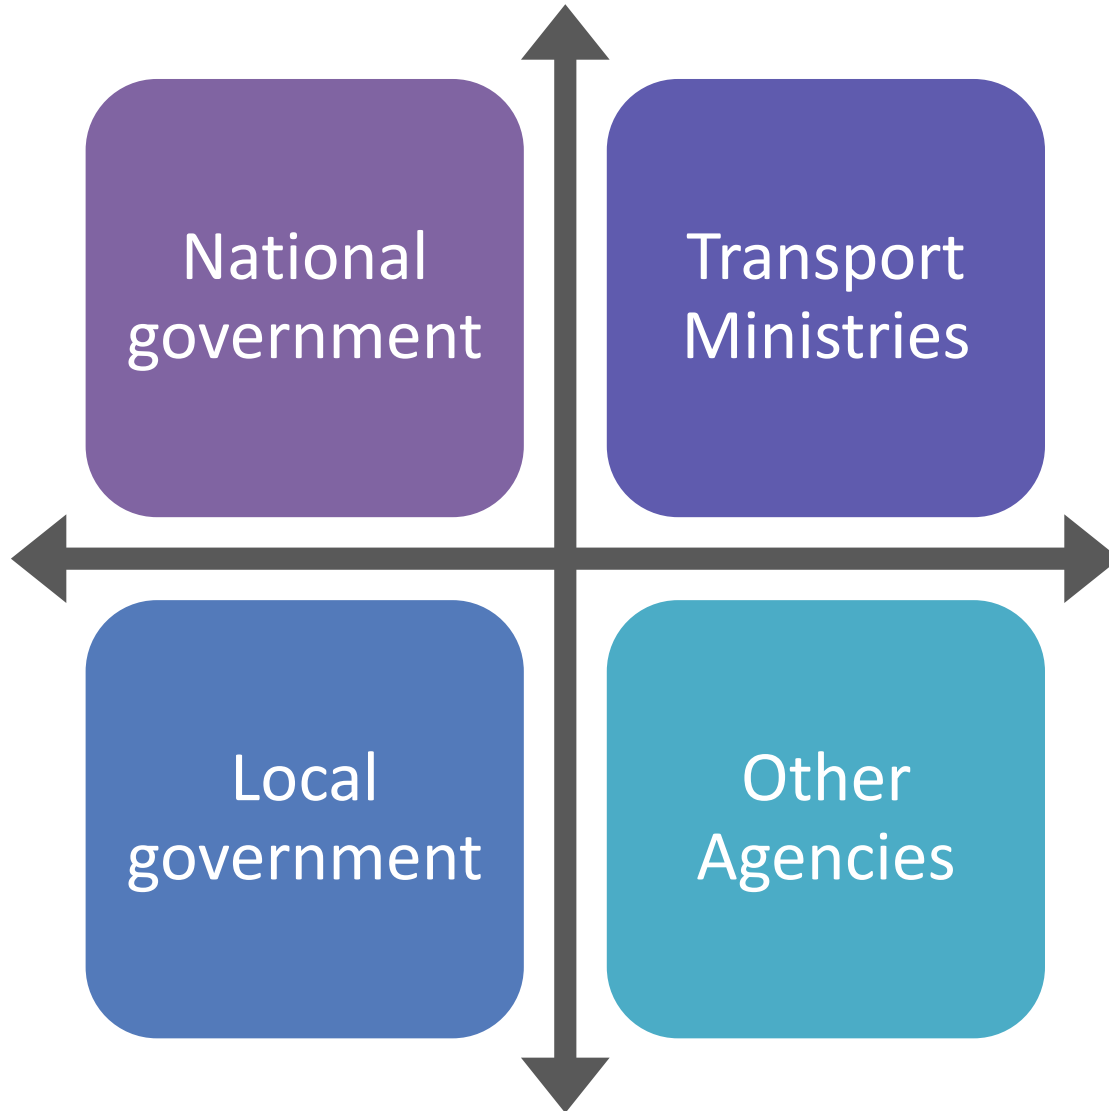 National
government
Transport
Ministries
Local
government
Other
Agencies